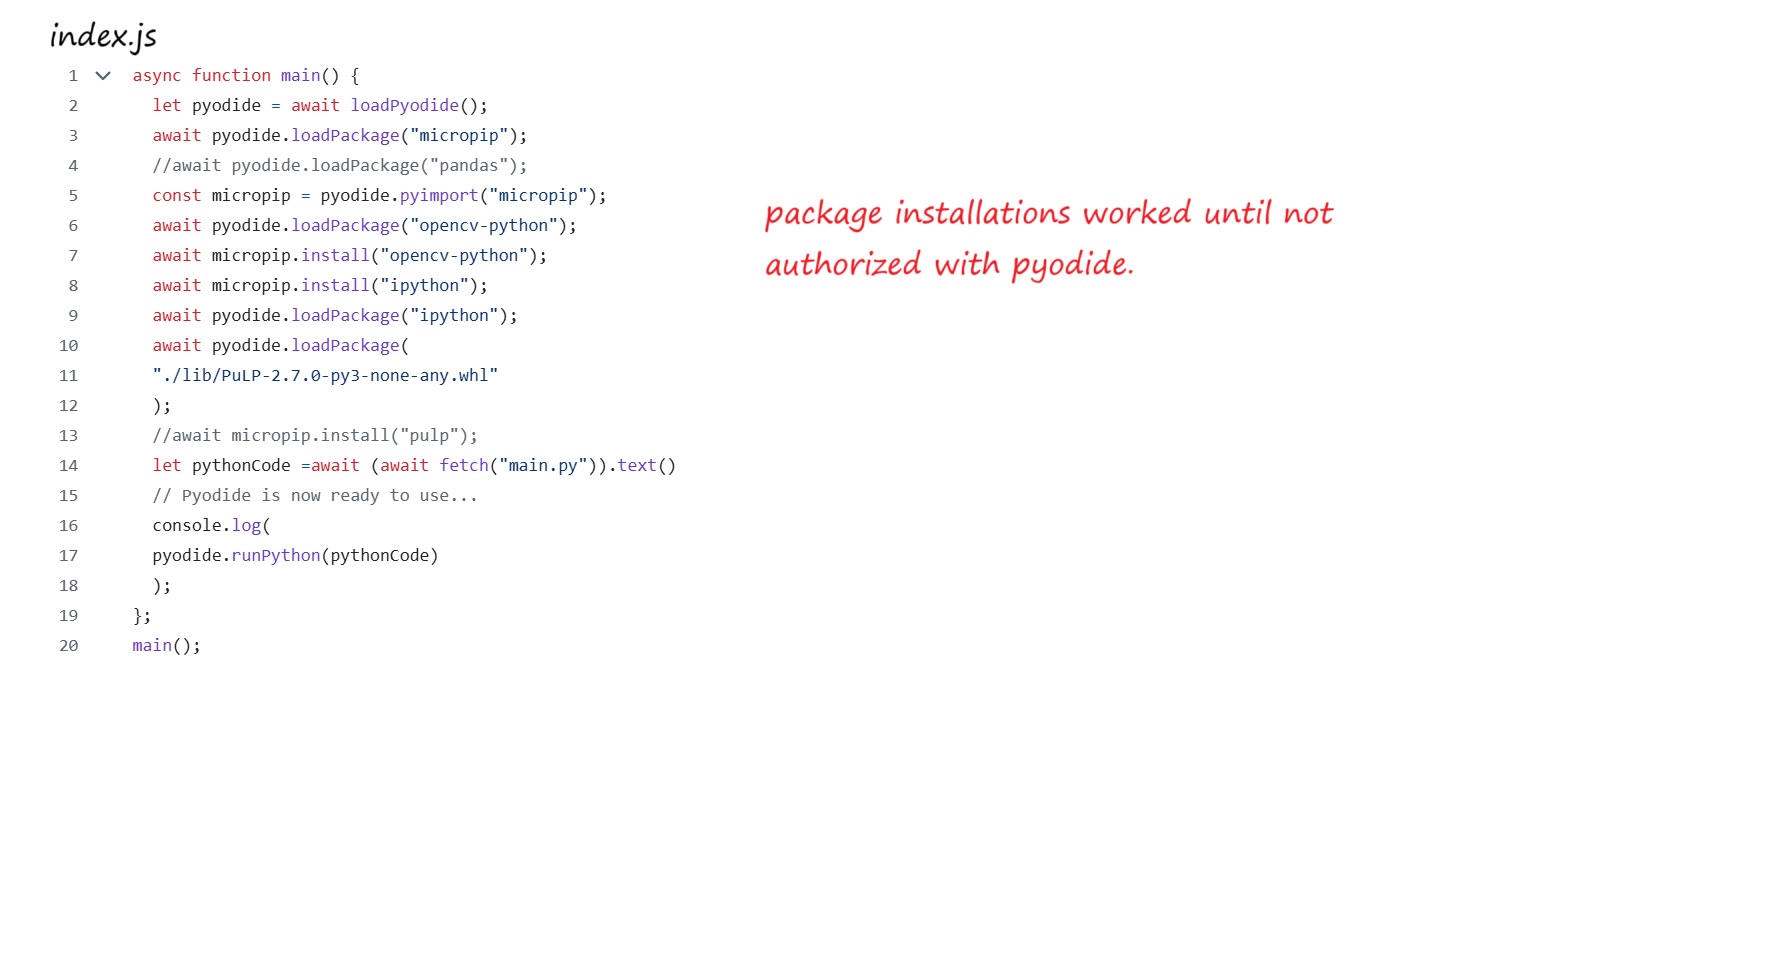 index.js
1 async function main() {
2 let pyodide = await loadPyodide();
3 await pyodide.loadPackage("micropip");
4 //await pyodide.loadPackage("pandas");
5 const micropip = pyodide.pyimport("micropip");
6 await pyodide.loadPackage("opencv-python");
7 await micropip.install("opencv-python");
8 await micropip.install("ipython");
9 await pyodide.loadPackage("ipython");
10 await pyodide.loadPackage(
11 "./lib/PuLP-2.7.0-py3-none-any.whl"
12 );
13 //await micropip.install("pulp");
14 let pythonCode =await (await fetch("main.py")).text()
15 // Pyodide is now ready to use...
16 console.log(
17 pyodide.runPython(pythonCode)
18 );
19 };
20 main();
package installations worked until not
authorized with pyodide.